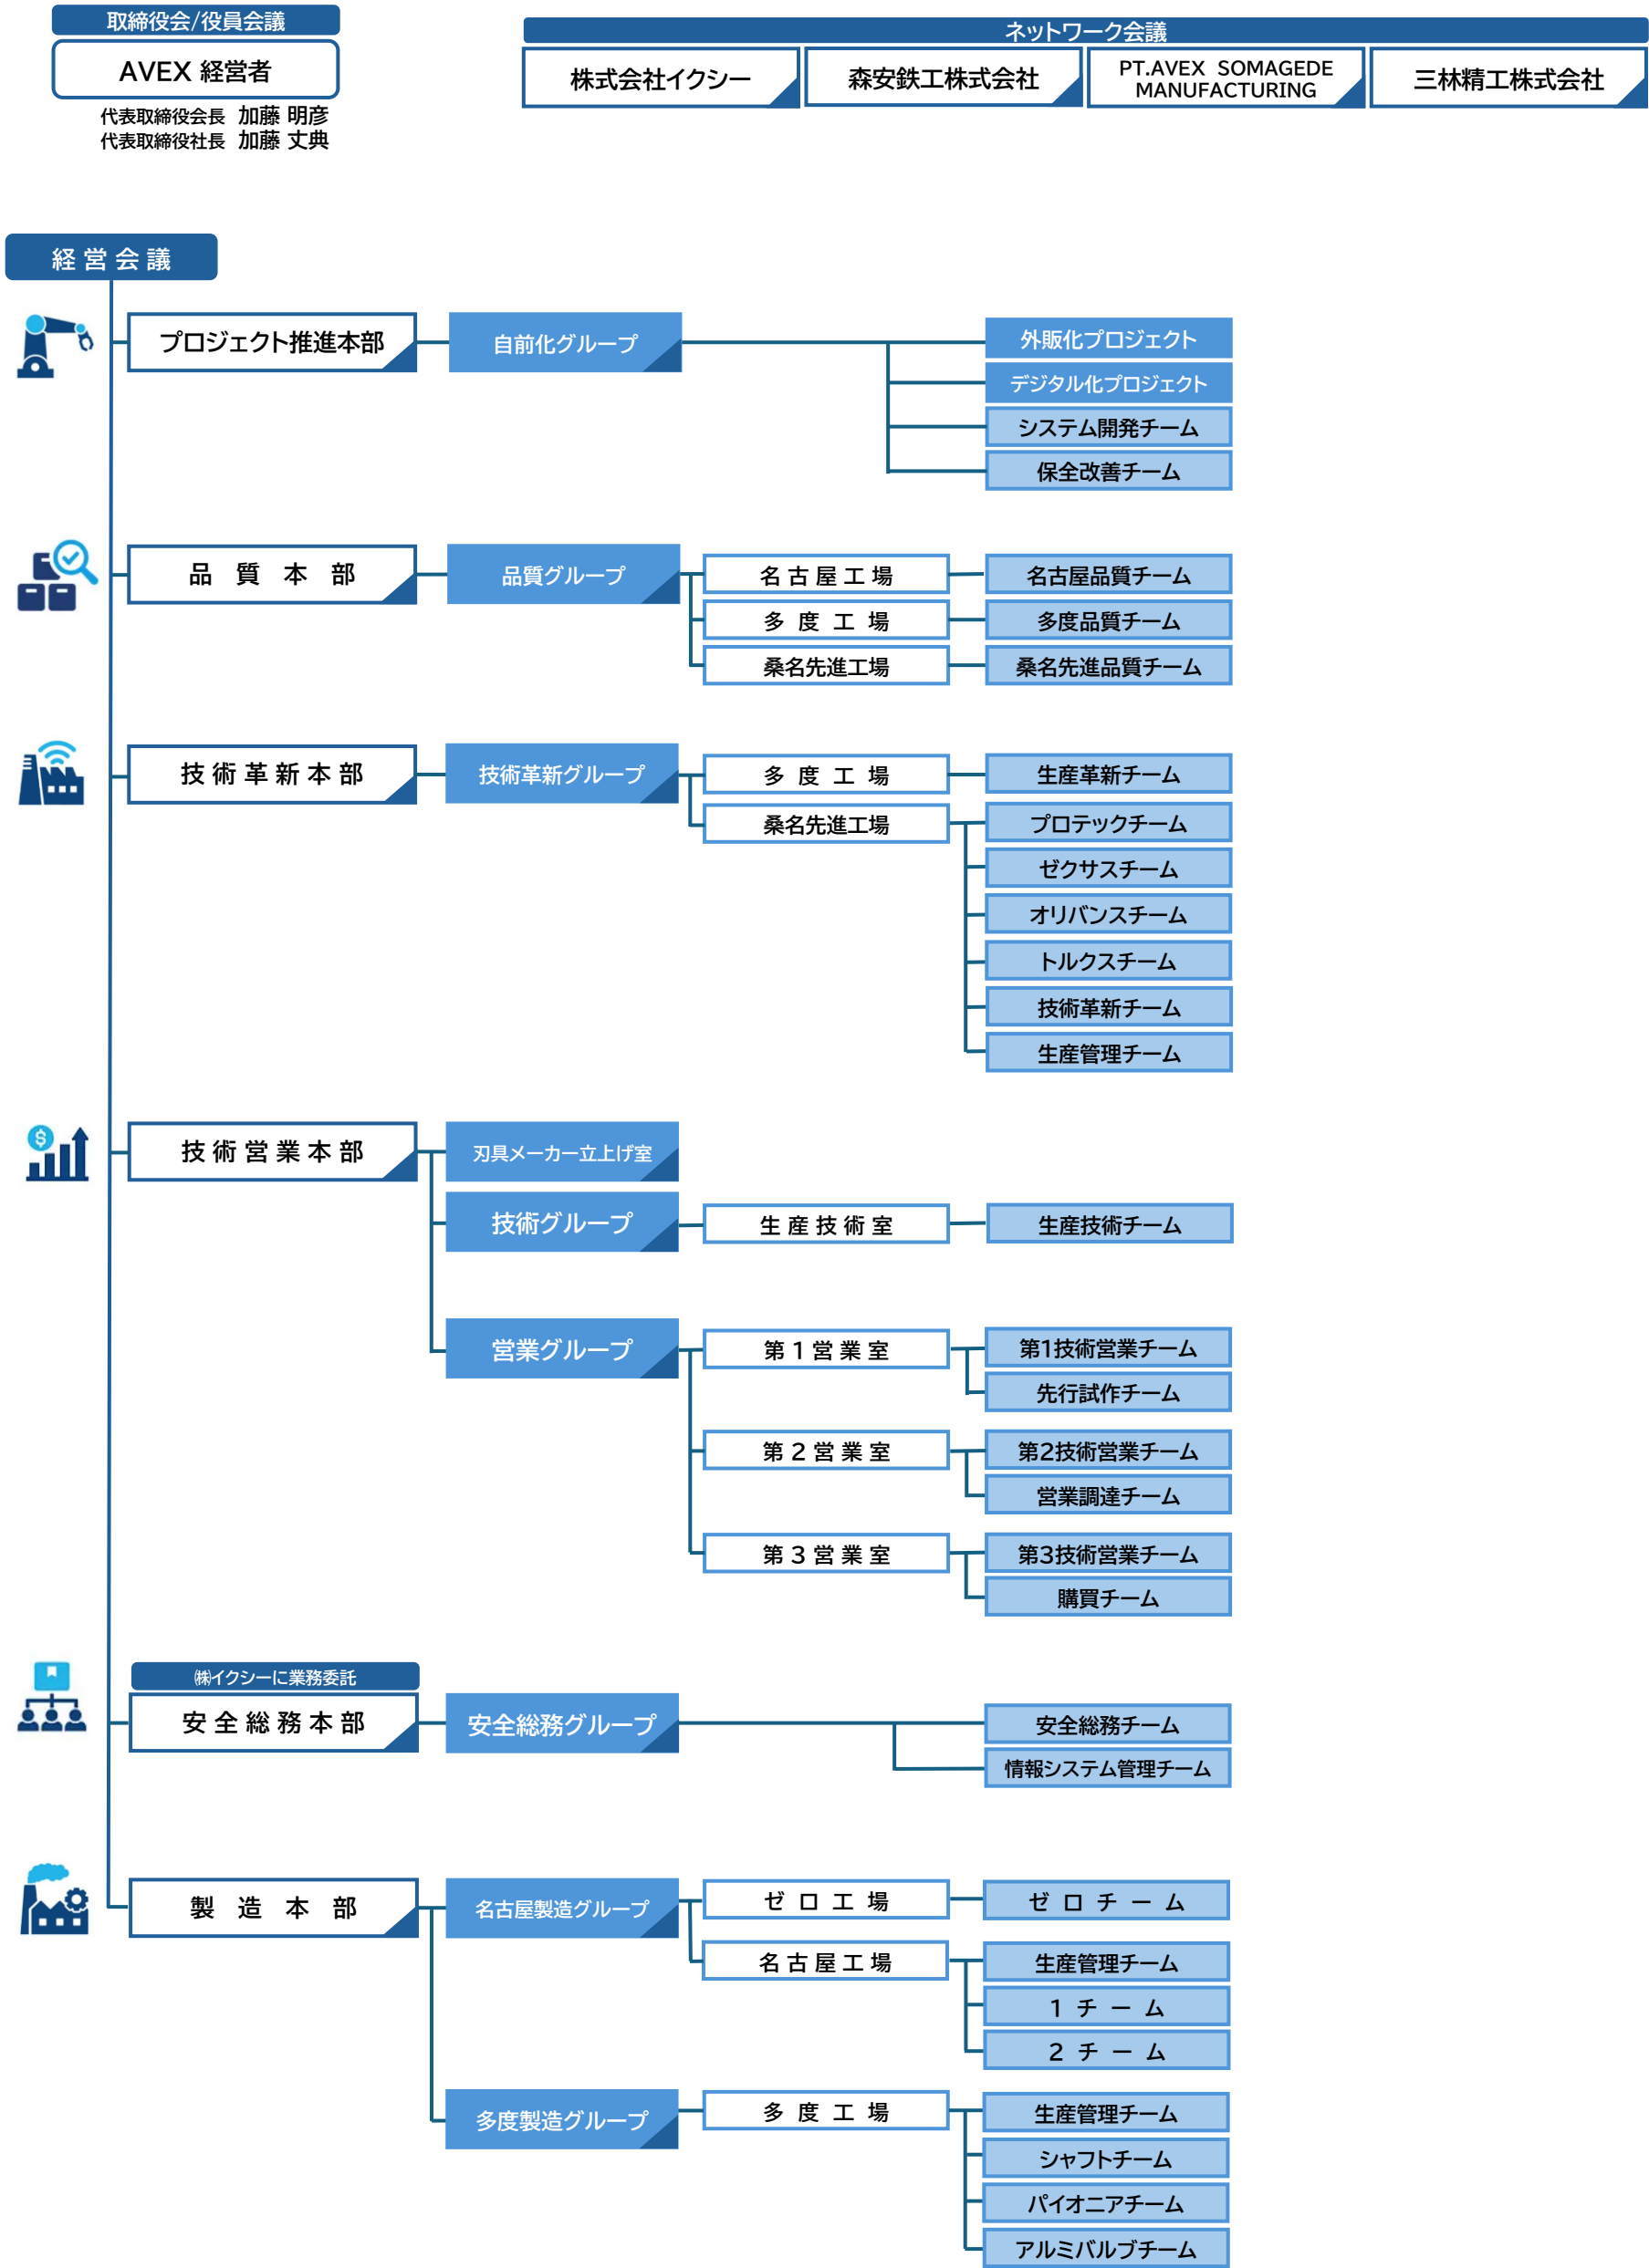 取締役会/役員会議
AVEX 経営者
代表取締役会長 加藤 明彦
代表取締役社長 加藤 丈典
ネットワーク会議
株式会社イクシー
森安鉄工株式会社
PT.AVEX SOMAGEDE
MANUFACTURING
三林精工株式会社
経営会議
プロジェクト推進本部
自前化グループ
外販化プロジェクト
デジタル化プロジェクト
システム開発チーム
保全改善チーム
品質本部
品質グループ
名古屋工場
名古屋品質チーム
多度工場
多度品質チーム
桑名先進工場
桑名先進品質チーム
技術革新本部
技術革新グループ
多度工場
生産革新チーム
桑名先進工場
プロテックチーム
ゼクサスチーム
オリバンスチーム
トルクスチーム
技術革新チーム
生産管理チーム
技術営業本部
刃具メーカー立上げ室
技術グループ
生産技術室
生産技術チーム
営業グループ
第1営業室
第1技術営業チーム
先行試作チーム
第2営業室
第2技術営業チーム
営業調達チーム
第3営業室
第3技術営業チーム
購買チーム
㈱イクシーに業務委託
安全総務本部
安全総務グループ
安全総務チーム
情報システム管理チーム
製造本部
名古屋製造グループ
ゼロ工場
ゼロチーム
名古屋工場
生産管理チーム
1チーム
2チーム
多度製造グループ
多度工場
生産管理チーム
シャフトチーム
パイオニアチーム
アルミバルブチーム